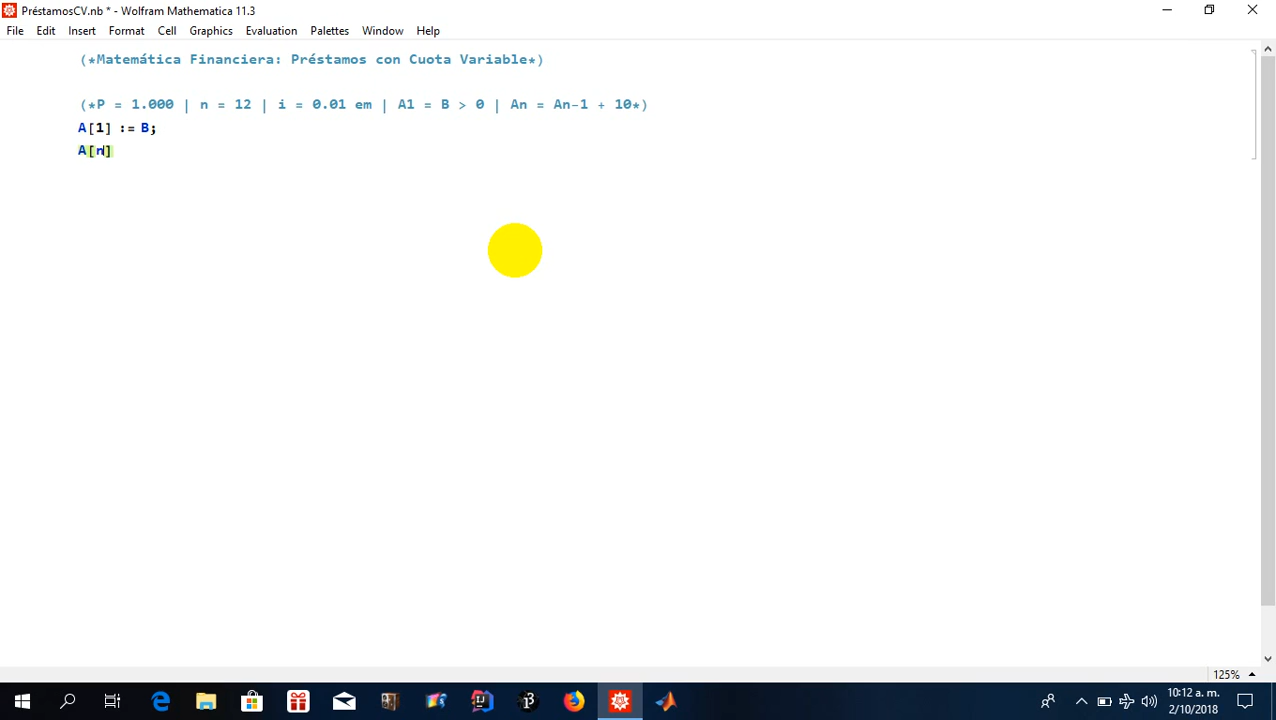 PréstamosCV.nb * - Wolfram Mathematica 11.3
File Edit Insert Format Cell Graphics Evaluation Palettes Window Help
(*Matemática Financiera: Préstamos con Cuota Variable*)
(*P = 1.000 | n = 12 | i = 0.01 em | A1 = B > 0 | An = An-1 + 10*)
A[1] := B;
A[n]
125%
10:12 a. m.
2/10/2018